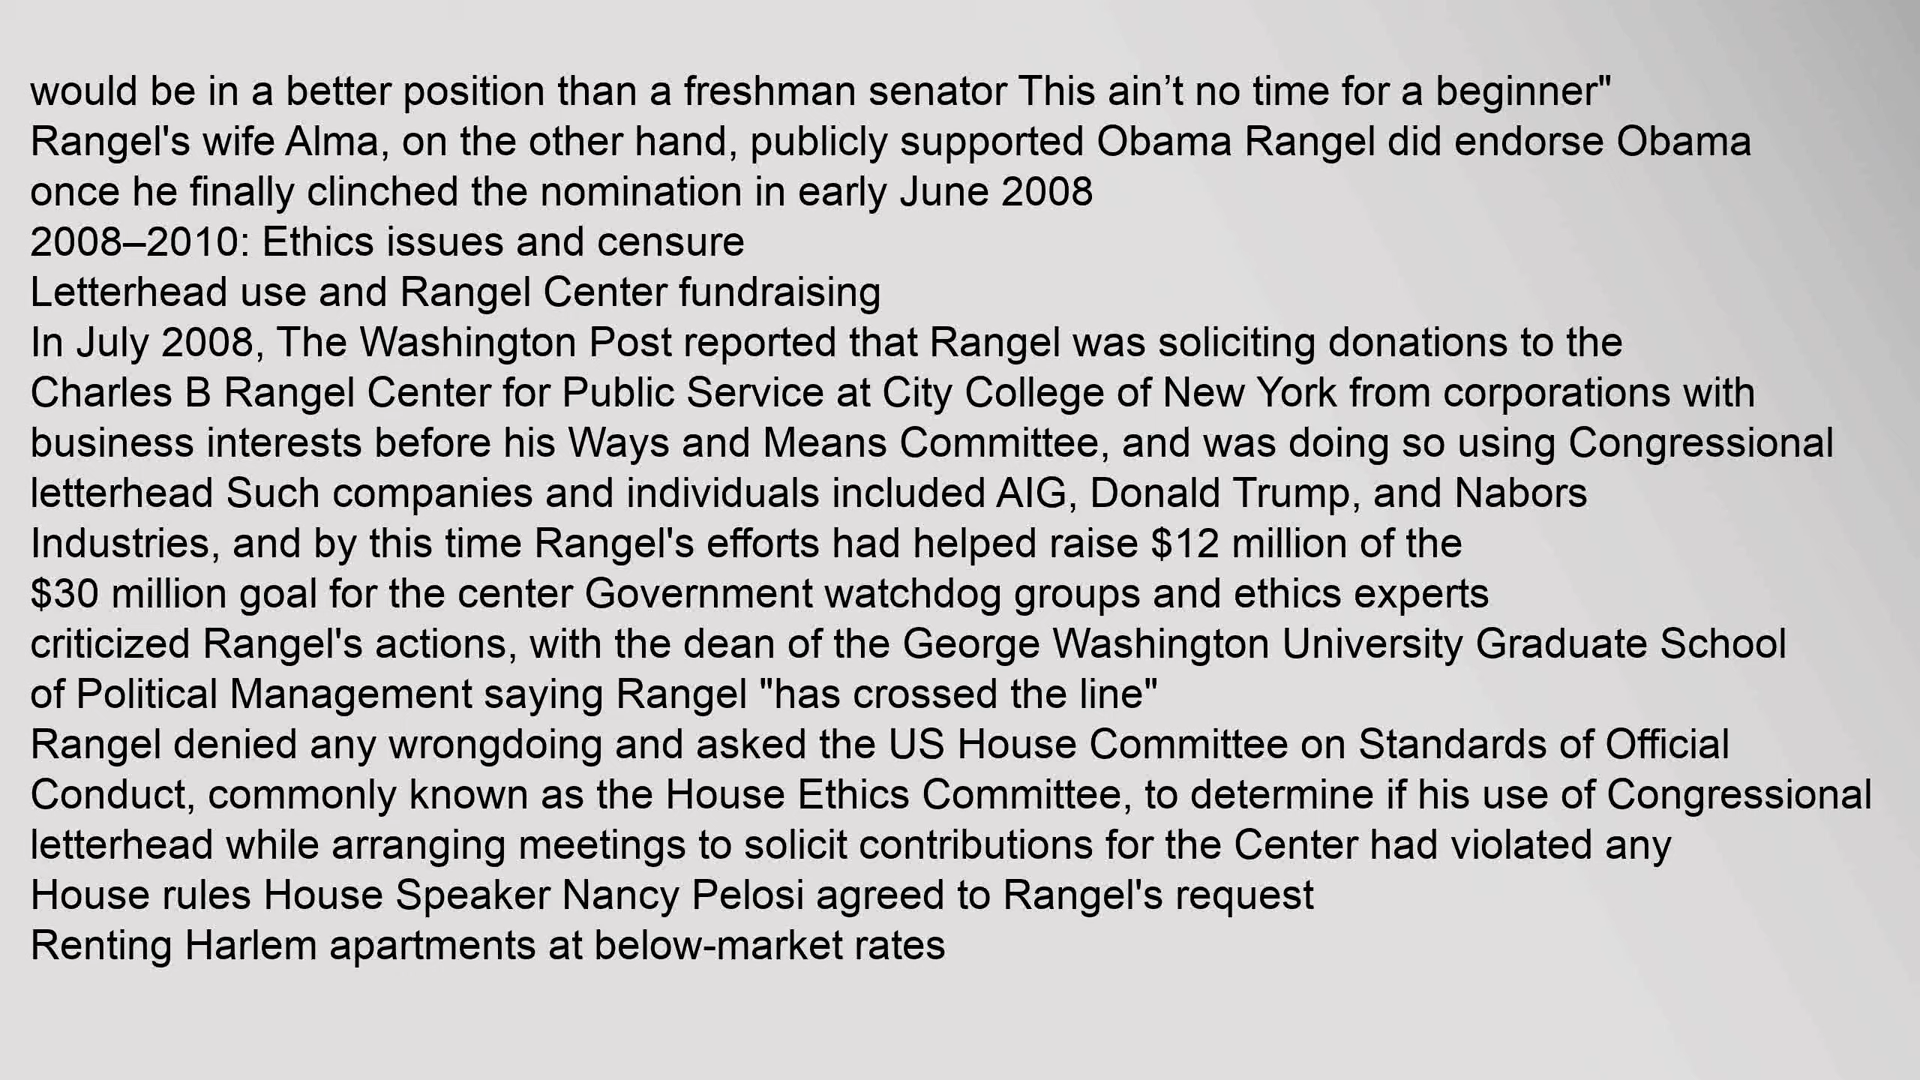 would be in a better position than a freshman senator This ain’t no time for a beginner"
Rangel's wife Alma, on the other hand, publicly supported Obama Rangel did endorse Obama
once he finally clinched the nomination in early June 2008
2008–2010: Ethics issues and censure
Letterhead use and Rangel Center fundraising
In July 2008, The Washington Post reported that Rangel was soliciting donations to the
Charles B Rangel Center for Public Service at City College of New York from corporations with
business interests before his Ways and Means Committee, and was doing so using Congressional
letterhead Such companies and individuals included AIG, Donald Trump, and Nabors
Industries, and by this time Rangel's efforts had helped raise $12 million of the
$30 million goal for the center Government watchdog groups and ethics experts
criticized Rangel's actions, with the dean of the George Washington University Graduate School
of Political Management saying Rangel "has crossed the line"
Rangel denied any wrongdoing and asked the US House Committee on Standards of Official
Conduct, commonly known as the House Ethics Committee, to determine if his use of Congressional
letterhead while arranging meetings to solicit contributions for the Center had violated any
House rules House Speaker Nancy Pelosi agreed to Rangel's request
Renting Harlem apartments at below-market rates